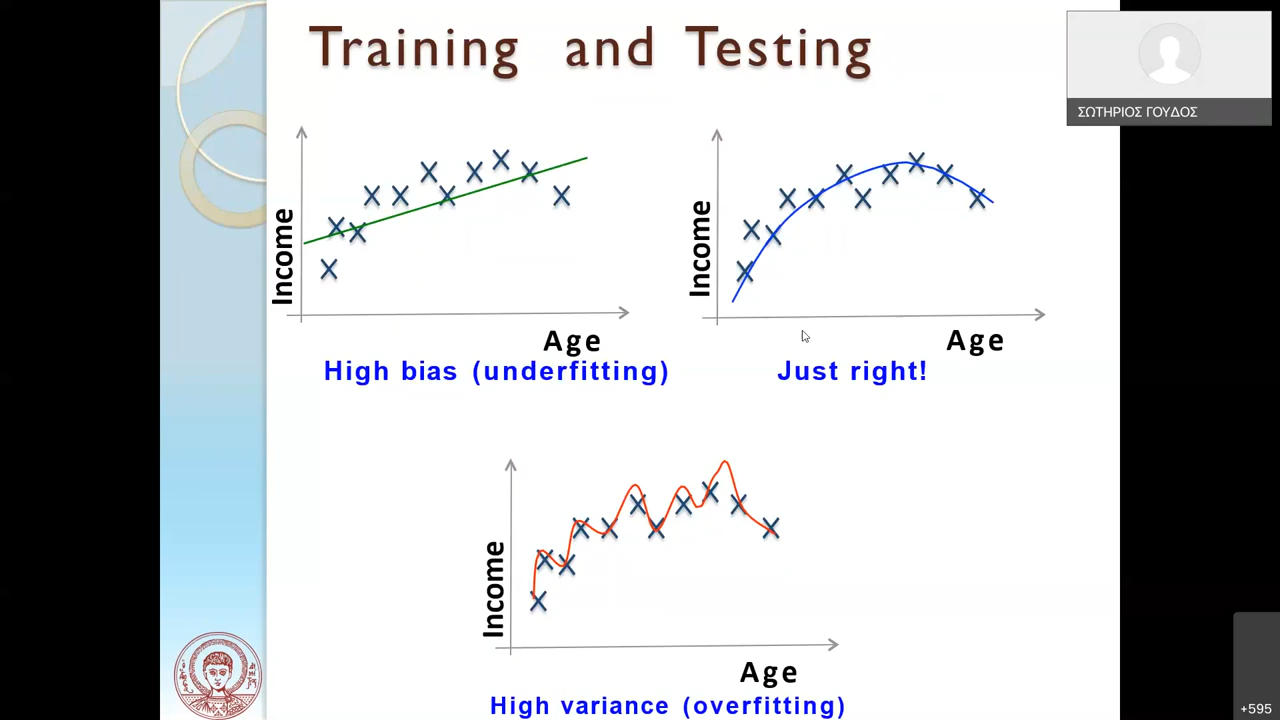 Training and Testing
ΣΩΤΗΡΙΟΣ ΓΟΥΔΟΣ
Income
Age
High bias (underfitting)
Income
Age
Just right!
Income
Age
High variance (overfitting)
+595